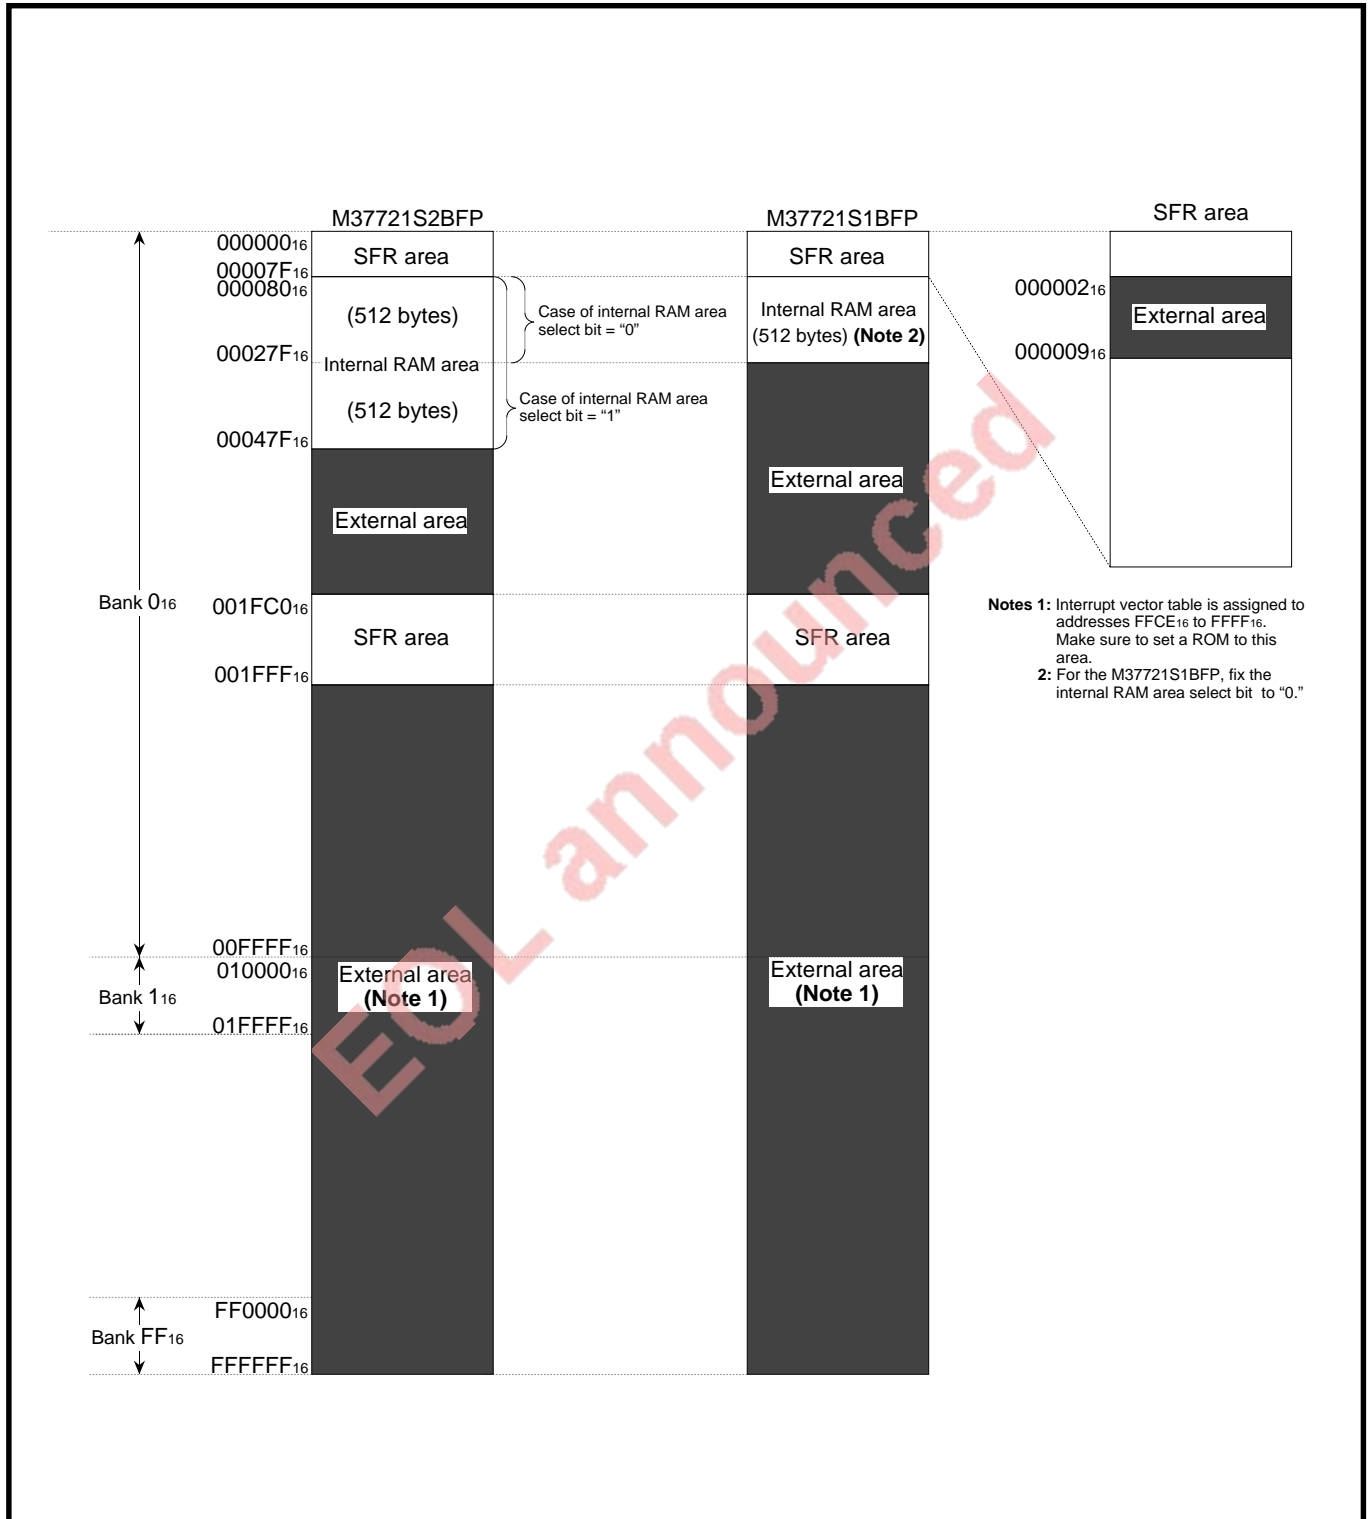 M37721S2BFP
M37721S1BFP
SFR area
000000₁₆
SFR area
SFR area
00007F₁₆
000080₁₆
(512 bytes)
Case of internal RAM area
select bit = “0”
Internal RAM area
(512 bytes) (Note 2)
000002₁₆
External area
000009₁₆
00027F₁₆
Internal RAM area
(512 bytes)
Case of internal RAM area
select bit = “1”
00047F₁₆
External area
External area
Bank 0₁₆
001FC0₁₆
SFR area
SFR area
001FFF₁₆
Notes 1: Interrupt vector table is assigned to
addresses FFCE₁₆ to FFFF₁₆.
Make sure to set a ROM to this
area.
2: For the M37721S1BFP, fix the
internal RAM area select bit to “0.”
EOL announced
00FFFF₁₆
010000₁₆
Bank 1₁₆
01FFFF₁₆
External area
(Note 1)
External area
(Note 1)
FF0000₁₆
Bank FF₁₆
FFFFFF₁₆